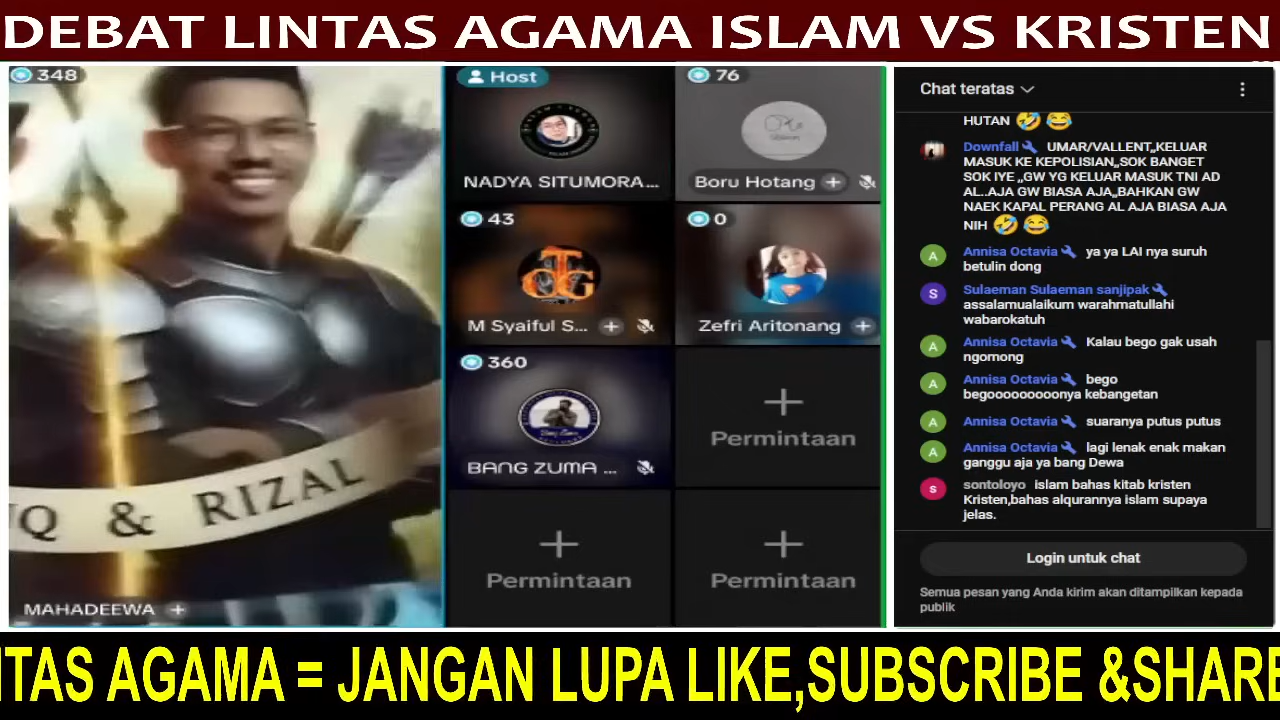 DEBAT LINTAS AGAMA ISLAM VS KRISTEN
348
UQ & RIZAL
MAHADEEWA +
Host
NADYA SITUMORA...
76
Boru Hotang +
43
M Syaiful S... +
0
Zefri Aritonang +
360
BANG ZUMA ...
Permintaan
Permintaan
Permintaan
Chat teratas
HUTAN 🤣😂
Downfall UMAR/VALLENT,,KELUAR
MASUK KE KEPOLISIAN,,SOK BANGET
SOK IYE ,,GW YG KELUAR MASUK TNI AD
AL..AJA GW BIASA AJA,,BAHKAN GW
NAEK KAPAL PERANG AL AJA BIASA AJA
NIH 🤣😂
A Annisa Octavia ya ya LAI nya suruh
betulin dong
S Sulaeman Sulaeman sanjipak
assalamualaikum warahmatullahi
wabarokatuh
A Annisa Octavia Kalau bego gak usah
ngomong
A Annisa Octavia bego
begooooooooonya kebangetan
A Annisa Octavia suaranya putus putus
A Annisa Octavia lagi lenak enak makan
ganggu aja ya bang Dewa
s sontoloyo islam bahas kitab kristen
Kristen,bahas alqurannya islam supaya
jelas.
Login untuk chat
Semua pesan yang Anda kirim akan ditampilkan kepada
publik
NTAS AGAMA = JANGAN LUPA LIKE,SUBSCRIBE &SHARE